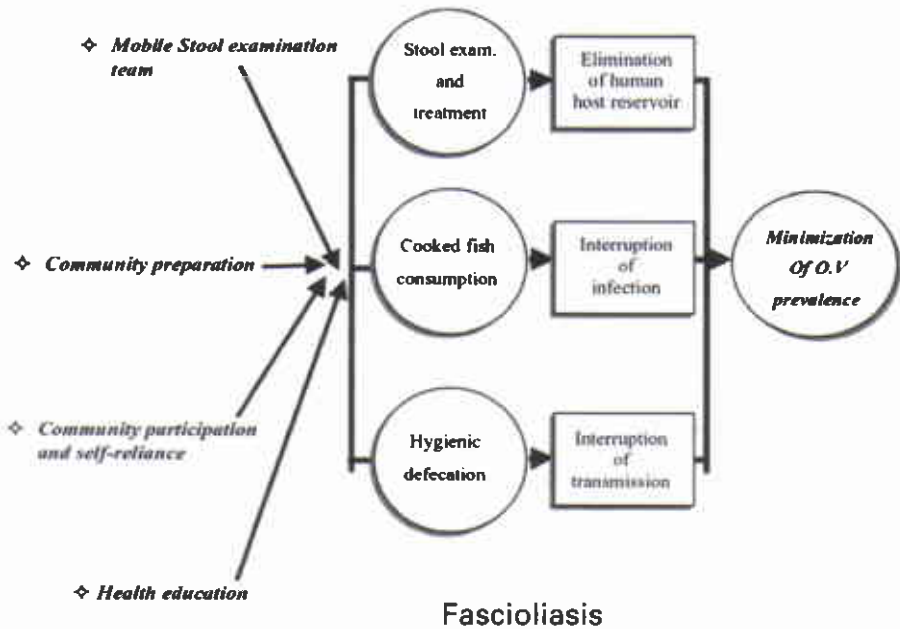 ✧ Mobile Stool examination
team
✧ Community preparation
✧ Community participation
and self-reliance
✧ Health education
Stool exam.
and
treatment
Cooked fish
consumption
Hygienic
defecation
Elimination
of human
host reservoir
Interruption
of
infection
Interruption
of
transmission
Minimization
Of O.V
prevalence
Fascioliasis